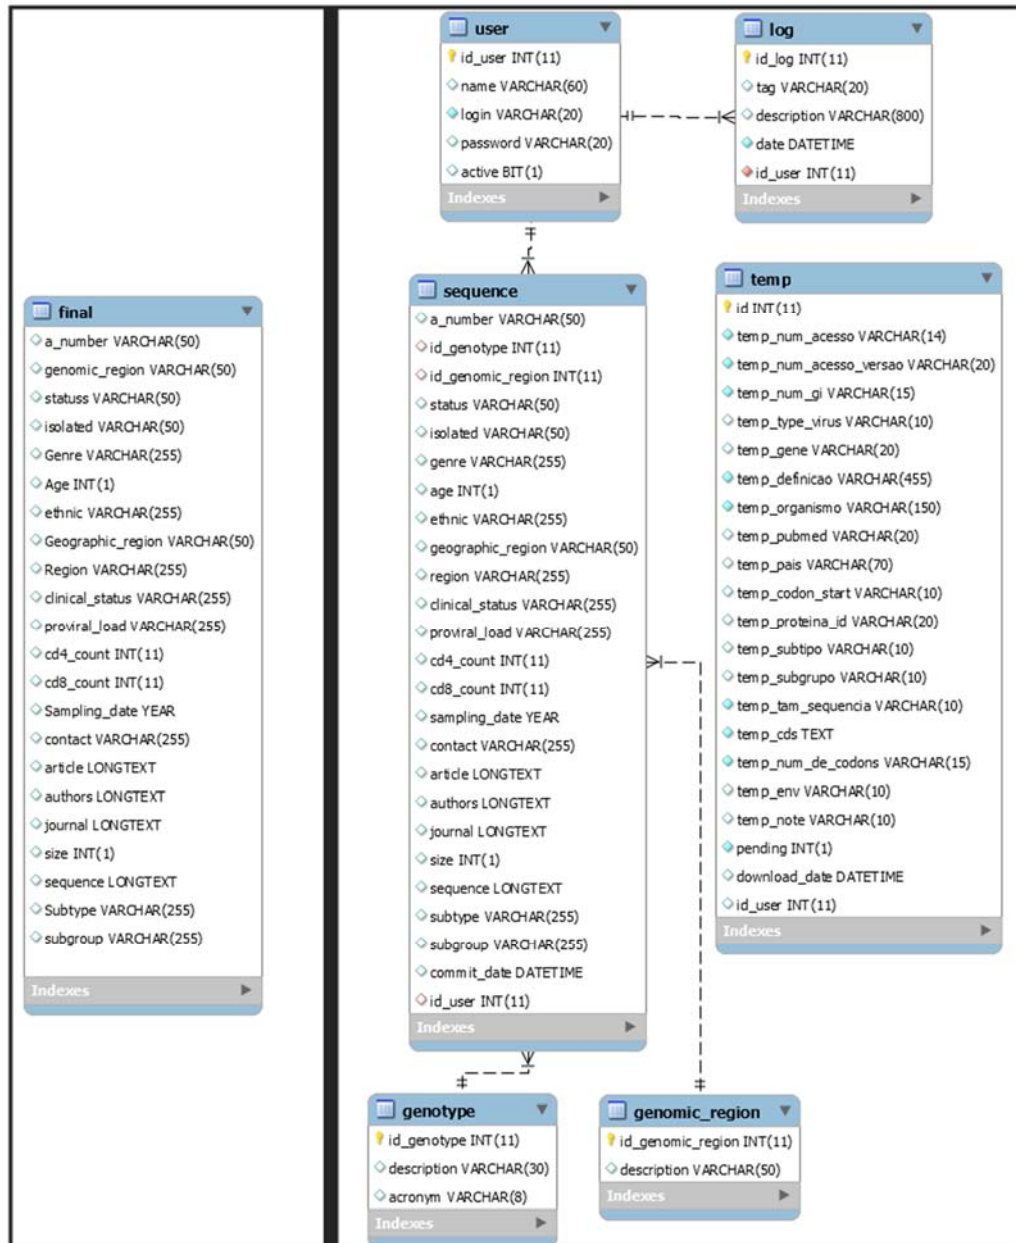 user
id_user INT(11)
name VARCHAR(60)
login VARCHAR(20)
password VARCHAR(20)
active BIT(1)
Indexes
log
id_log INT(11)
tag VARCHAR(20)
description VARCHAR(800)
date DATETIME
id_user INT(11)
Indexes
final
a_number VARCHAR(50)
genomic_region VARCHAR(50)
statuss VARCHAR(50)
isolated VARCHAR(50)
Genre VARCHAR(255)
Age INT(1)
ethnic VARCHAR(255)
Geographic_region VARCHAR(50)
Region VARCHAR(255)
clinical_status VARCHAR(255)
proviral_load VARCHAR(255)
cd4_count INT(11)
cd8_count INT(11)
Sampling_date YEAR
contact VARCHAR(255)
article LONGTEXT
authors LONGTEXT
journal LONGTEXT
size INT(1)
sequence LONGTEXT
Subtype VARCHAR(255)
subgroup VARCHAR(255)
Indexes
sequence
a_number VARCHAR(50)
id_genotype INT(11)
id_genomic_region INT(11)
status VARCHAR(50)
isolated VARCHAR(50)
genre VARCHAR(255)
age INT(1)
ethnic VARCHAR(255)
geographic_region VARCHAR(50)
region VARCHAR(255)
clinical_status VARCHAR(255)
proviral_load VARCHAR(255)
cd4_count INT(11)
cd8_count INT(11)
sampling_date YEAR
contact VARCHAR(255)
article LONGTEXT
authors LONGTEXT
journal LONGTEXT
size INT(1)
sequence LONGTEXT
subtype VARCHAR(255)
subgroup VARCHAR(255)
commit_date DATETIME
id_user INT(11)
Indexes
temp
id INT(11)
temp_num_acesso VARCHAR(14)
temp_num_acesso_versao VARCHAR(20)
temp_num_gi VARCHAR(15)
temp_type_virus VARCHAR(10)
temp_gene VARCHAR(20)
temp_definicao VARCHAR(455)
temp_organismo VARCHAR(150)
temp_pubmed VARCHAR(20)
temp_pais VARCHAR(70)
temp_codon_start VARCHAR(10)
temp_proteina_id VARCHAR(20)
temp_subtipo VARCHAR(10)
temp_subgrupo VARCHAR(10)
temp_tam_sequencia VARCHAR(10)
temp_cds TEXT
temp_num_de_codons VARCHAR(15)
temp_env VARCHAR(10)
temp_note VARCHAR(10)
pending INT(1)
download_date DATETIME
id_user INT(11)
Indexes
genotype
id_genotype INT(11)
description VARCHAR(30)
acronym VARCHAR(8)
Indexes
genomic_region
id_genomic_region INT(11)
description VARCHAR(50)
Indexes